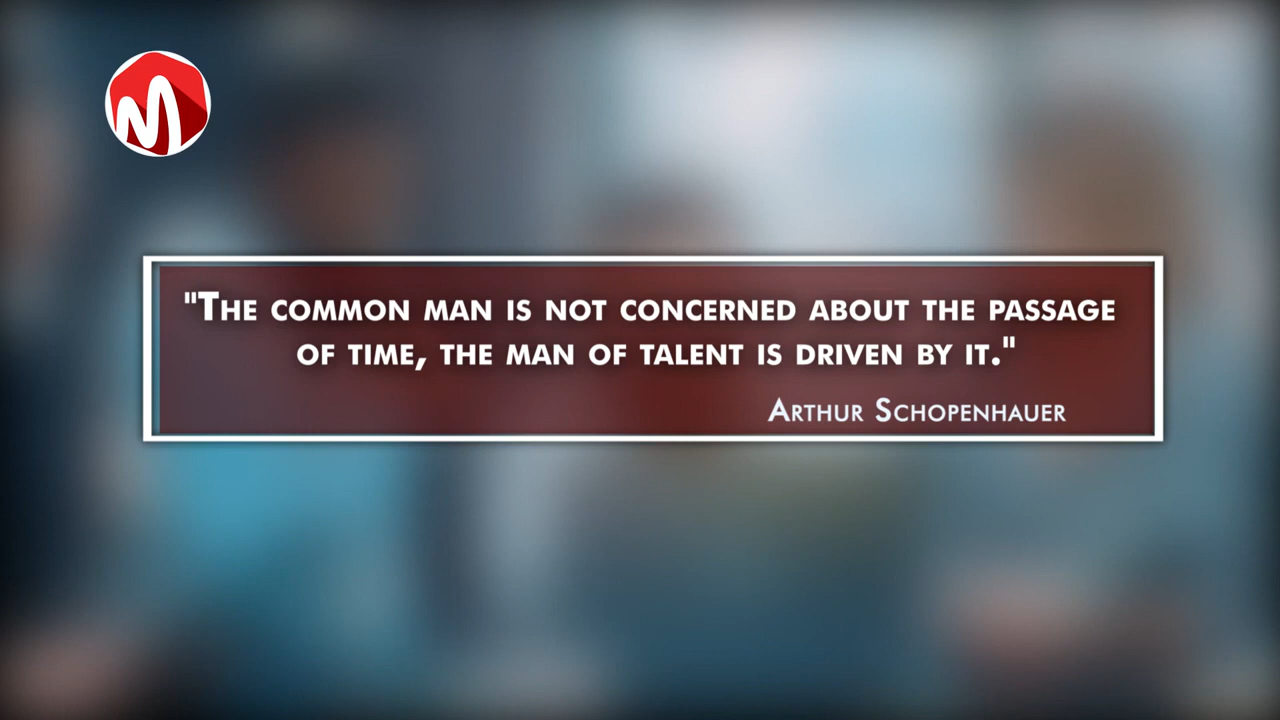 "The common man is not concerned about the passage
of time, the man of talent is driven by it."
Arthur Schopenhauer